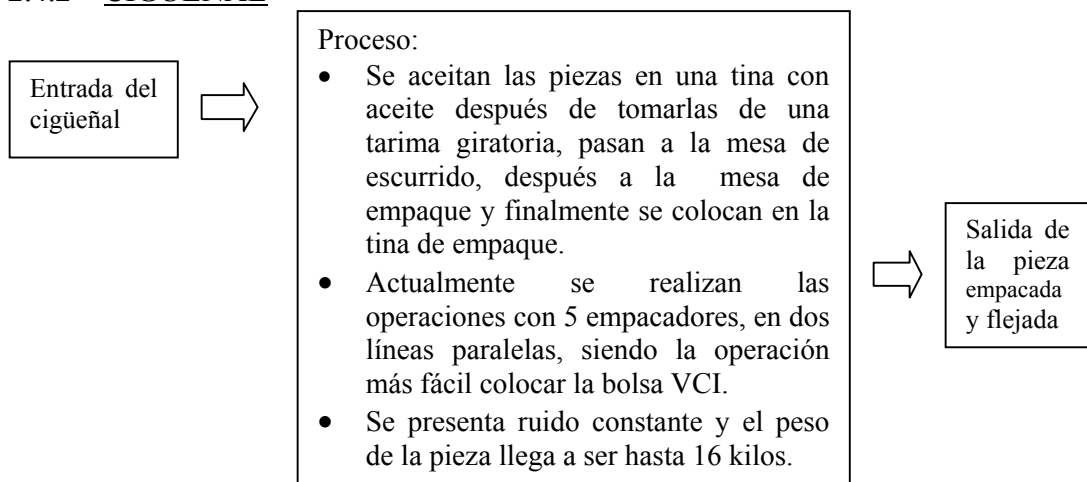 Entrada del
cigüeñal
Proceso:
• Se aceitan las piezas en una tina con
aceite después de tomarlas de una
tarima giratoria, pasan a la mesa de
escurrido, después a la mesa de
empaque y finalmente se colocan en la
tina de empaque.
• Actualmente se realizan las
operaciones con 5 empacadores, en dos
líneas paralelas, siendo la operación
más fácil colocar la bolsa VCI.
• Se presenta ruido constante y el peso
de la pieza llega a ser hasta 16 kilos.
Salida de
la pieza
empacada
y flejada